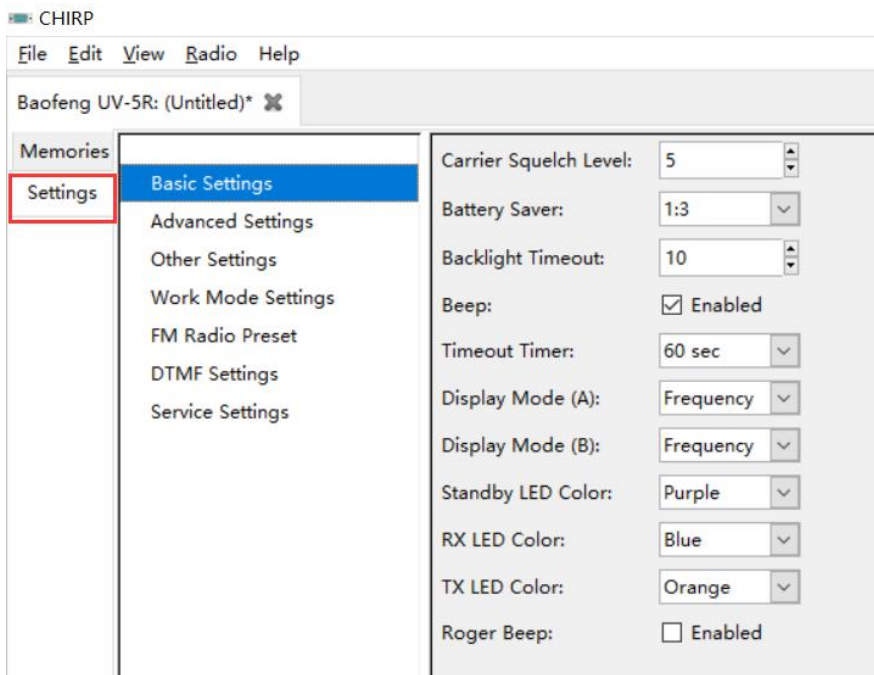 CHIRP
File Edit View Radio Help
Baofeng UV-5R: (Untitled)*
Memories
Settings
Basic Settings
Advanced Settings
Other Settings
Work Mode Settings
FM Radio Preset
DTMF Settings
Service Settings
Carrier Squelch Level: 5
Battery Saver: 1:3
Backlight Timeout: 10
Beep: Enabled
Timeout Timer: 60 sec
Display Mode (A): Frequency
Display Mode (B): Frequency
Standby LED Color: Purple
RX LED Color: Blue
TX LED Color: Orange
Roger Beep: Enabled